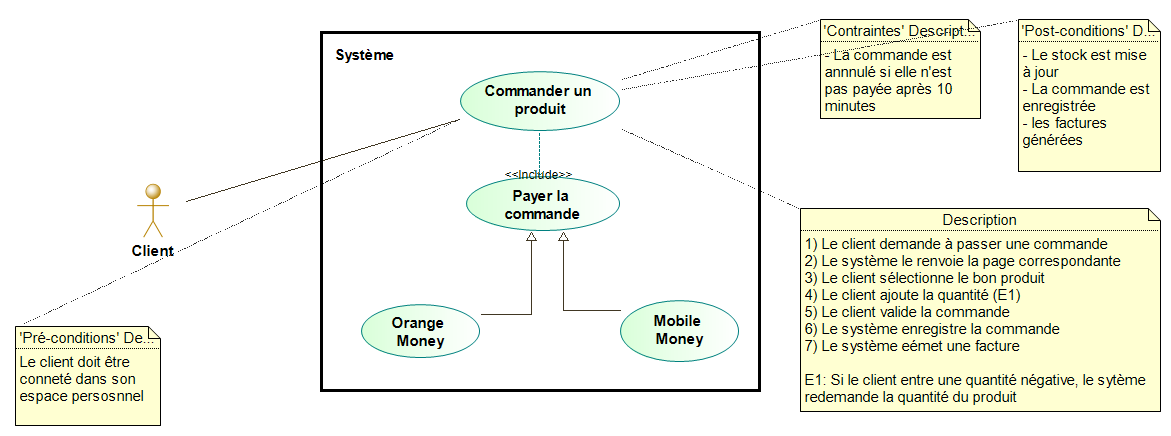 Système
Commander un
produit
<<Include>>
Payer la
commande
Orange
Money
Mobile
Money
Client
'Pré-conditions' De...
Le client doit être
conneté dans son
espace persosnnel
'Contraintes' Descript...
- La commande est
annnulé si elle n'est
pas payée après 10
minutes
'Post-conditions' D...
- Le stock est mise
à jour
- La commande est
enregistrée
- les factures
générées
Description
1) Le client demande à passer une commande
2) Le système le renvoie la page correspondante
3) Le client sélectionne le bon produit
4) Le client ajoute la quantité (E1)
5) Le client valide la commande
6) Le système enregistre la commande
7) Le système eémet une facture
E1: Si le client entre une quantité négative, le sytème
redemande la quantité du produit